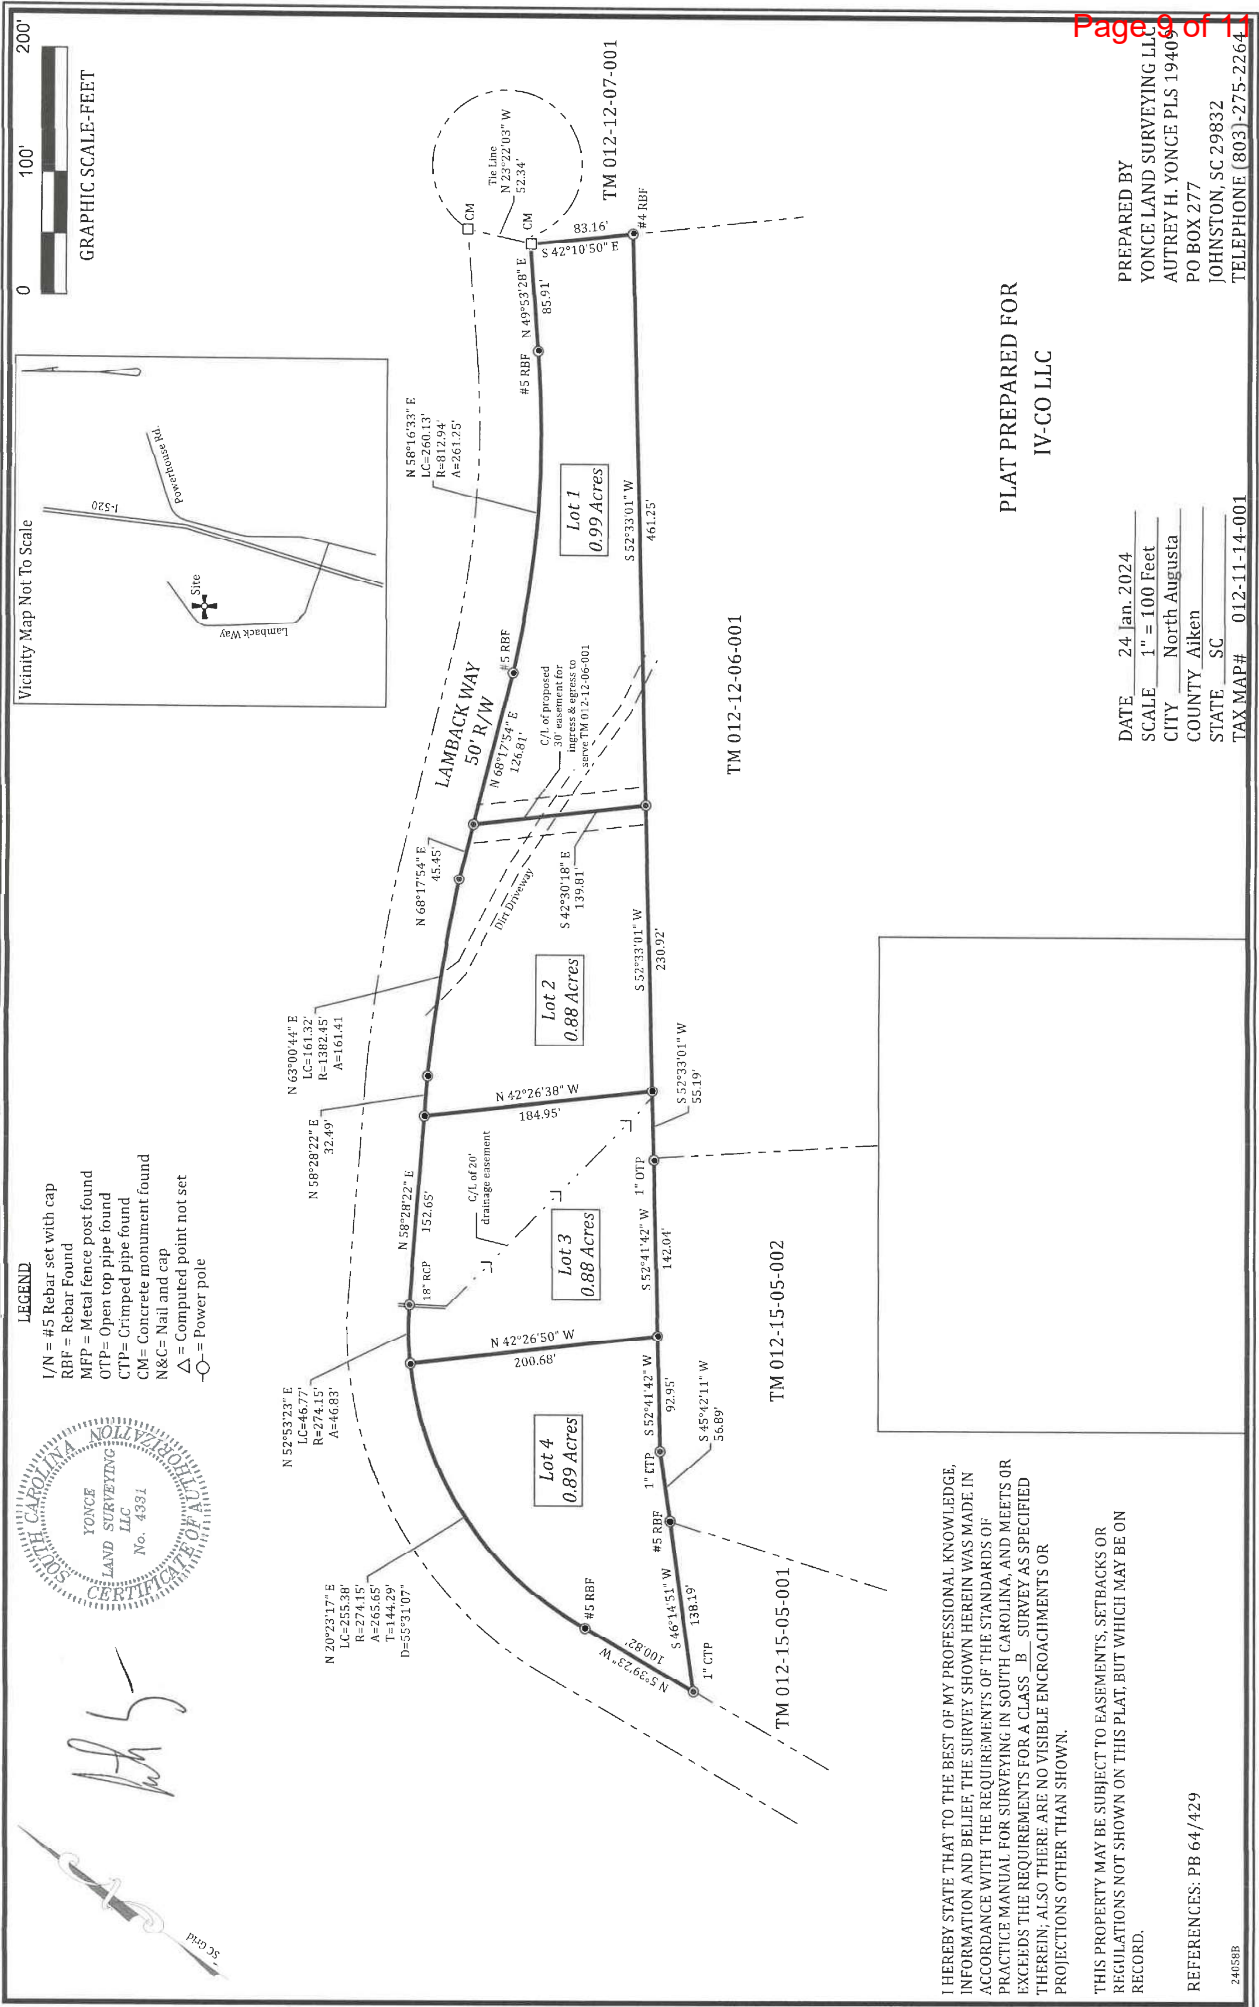 Page 9 of 11
SOUTH CAROLINA
CERTIFICATE OF AUTHORIZATION
YONCE
LAND SURVEYING
LLC
No. 4331
SC Grid
LEGEND
I/N = #5 Rebar set with cap
RBF = Rebar Found
MFP = Metal fence post found
OTP= Open top pipe found
CTP= Crimped pipe found
CM= Concrete monument found
N&C= Nail and cap
= Computed point not set
= Power pole
Vicinity Map Not To Scale
I-520
Powerhouse Rd.
Site
Lamback Way
0 100' 200'
GRAPHIC SCALE-FEET
N 20°23'17" E
LC=255.38'
R=274.15'
A=265.65'
T=144.29'
D=55°31'07"
N 52°53'23" E
LC=46.77'
R=274.15'
A=46.83'
N 58°28'22" E
152.65'
N 58°28'22" E
32.49'
N 63°00'44" E
LC=161.32'
R=1382.45'
A=161.41
N 68°17'54" E
45.45'
LAMBACK WAY
50' R/W
N 68°17'54" E
126.81'
N 58°16'33" E
LC=260.13'
R=812.94'
A=261.25'
N 49°53'28" E
85.91'
#5 RBF
#5 RBF
CM
CM
Tie Line
N 23°22'03" W
52.34'
S 42°10'50" E
83.16'
#4 RBF
TM 012-12-07-001
#5 RBF
N 5°39'23" W
100.82'
1" CTP
S 46°14'51" W
138.19'
#5 RBF
S 45°42'11" W
56.89'
1" CTP
Lot 4
0.89 Acres
S 52°41'42" W
92.95'
N 42°26'50" W
200.68'
18" RCP
C/L of 20'
drainage easement
Lot 3
0.88 Acres
S 52°41'42" W
142.04'
1" OTP
S 52°33'01" W
55.19'
N 42°26'38" W
184.95'
Lot 2
0.88 Acres
S 52°33'01" W
230.92'
Dirt Driveway
S 42°30'18" E
139.81'
C/L of proposed
30' easement for
ingress & egress to
serve TM 012-12-06-001
Lot 1
0.99 Acres
S 52°33'01" W
461.25'
TM 012-15-05-001
TM 012-15-05-002
TM 012-12-06-001
I HEREBY STATE THAT TO THE BEST OF MY PROFESSIONAL KNOWLEDGE,
INFORMATION AND BELIEF, THE SURVEY SHOWN HEREIN WAS MADE IN
ACCORDANCE WITH THE REQUIREMENTS OF THE STANDARDS OF
PRACTICE MANUAL FOR SURVEYING IN SOUTH CAROLINA, AND MEETS OR
EXCEEDS THE REQUIREMENTS FOR A CLASS B SURVEY AS SPECIFIED
THEREIN; ALSO THERE ARE NO VISIBLE ENCROACHMENTS OR
PROJECTIONS OTHER THAN SHOWN.
THIS PROPERTY MAY BE SUBJECT TO EASEMENTS, SETBACKS OR
REGULATIONS NOT SHOWN ON THIS PLAT, BUT WHICH MAY BE ON
RECORD.
REFERENCES: PB 64/429
24058B
PLAT PREPARED FOR
IV-CO LLC
DATE 24 Jan. 2024
SCALE 1" = 100 Feet
CITY North Augusta
COUNTY Aiken
STATE SC
TAX MAP# 012-11-14-001
PREPARED BY
YONCE LAND SURVEYING LLC
AUTREY H. YONCE PLS 19409
PO BOX 277
JOHNSTON, SC 29832
TELEPHONE (803)-275-2264